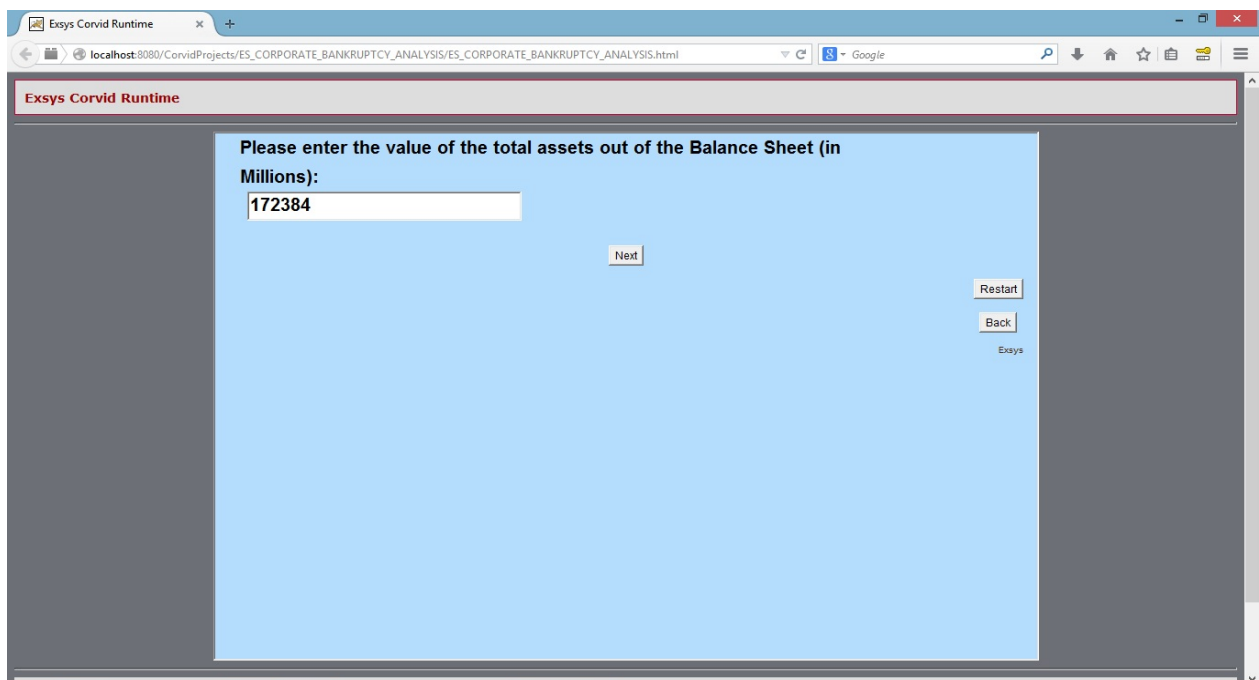 Exsys Corvid Runtime
localhost:8080/CorvidProjects/ES_CORPORATE_BANKRUPTCY_ANALYSIS/ES_CORPORATE_BANKRUPTCY_ANALYSIS.html
Google
Exsys Corvid Runtime
Please enter the value of the total assets out of the Balance Sheet (in
Millions):
172384
Next
Restart
Back
Exsys